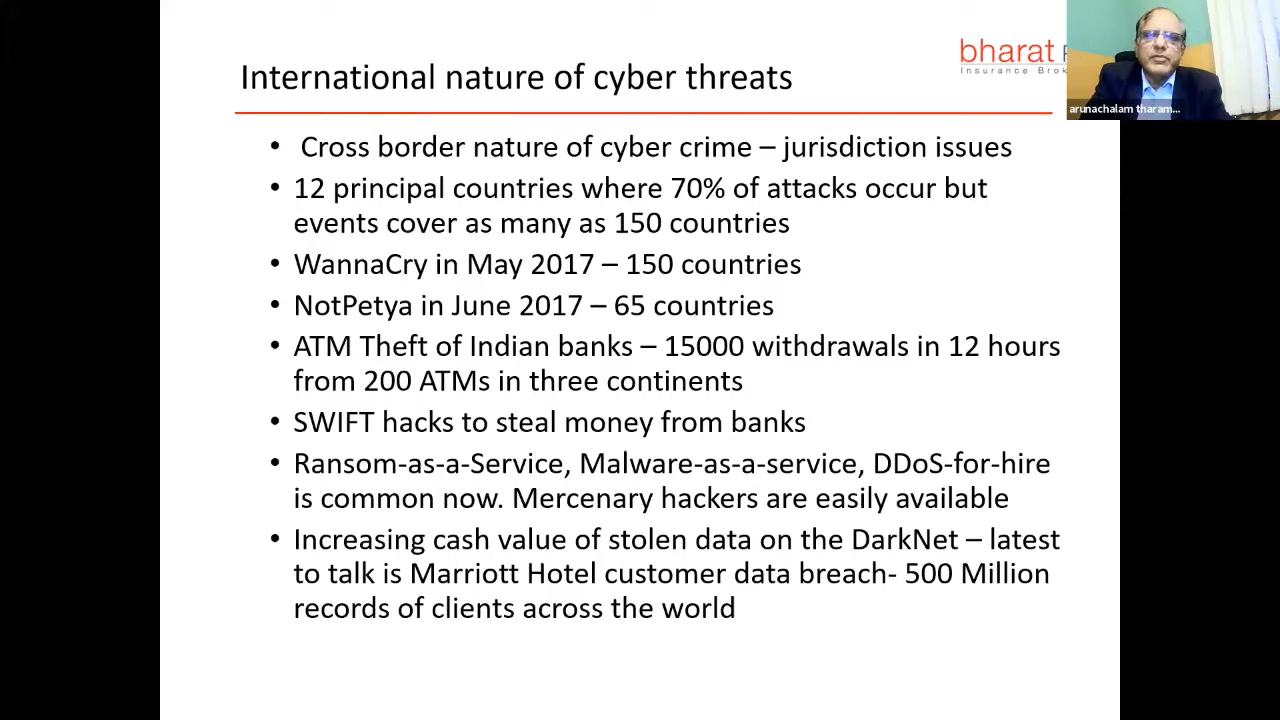 bharat
Insurance Brok
arunachalam tharam...
International nature of cyber threats
• Cross border nature of cyber crime – jurisdiction issues
• 12 principal countries where 70% of attacks occur but
events cover as many as 150 countries
• WannaCry in May 2017 – 150 countries
• NotPetya in June 2017 – 65 countries
• ATM Theft of Indian banks – 15000 withdrawals in 12 hours
from 200 ATMs in three continents
• SWIFT hacks to steal money from banks
• Ransom-as-a-Service, Malware-as-a-service, DDoS-for-hire
is common now. Mercenary hackers are easily available
• Increasing cash value of stolen data on the DarkNet – latest
to talk is Marriott Hotel customer data breach- 500 Million
records of clients across the world